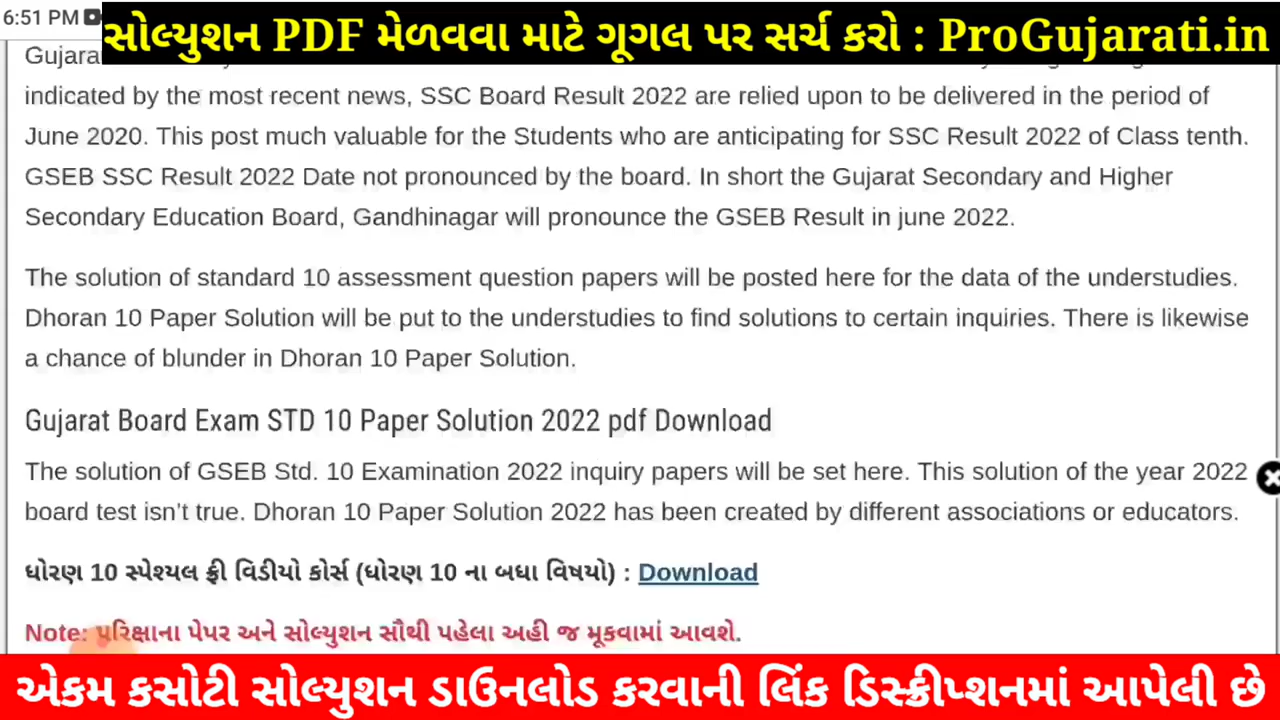 6:51 PM
સોલ્યુશન PDF મેળવવા માટે ગૂગલ પર સર્ચ કરો : ProGujarati.in
Gujara
indicated by the most recent news, SSC Board Result 2022 are relied upon to be delivered in the period of
June 2020. This post much valuable for the Students who are anticipating for SSC Result 2022 of Class tenth.
GSEB SSC Result 2022 Date not pronounced by the board. In short the Gujarat Secondary and Higher
Secondary Education Board, Gandhinagar will pronounce the GSEB Result in june 2022.
The solution of standard 10 assessment question papers will be posted here for the data of the understudies.
Dhoran 10 Paper Solution will be put to the understudies to find solutions to certain inquiries. There is likewise
a chance of blunder in Dhoran 10 Paper Solution.
Gujarat Board Exam STD 10 Paper Solution 2022 pdf Download
The solution of GSEB Std. 10 Examination 2022 inquiry papers will be set here. This solution of the year 2022
board test isn't true. Dhoran 10 Paper Solution 2022 has been created by different associations or educators.
ધોરણ 10 સ્પેશ્યલ ફ્રી વિડીયો કોર્સ (ધોરણ 10 ના બધા વિષયો) : Download
Note: પરિક્ષાના પેપર અને સોલ્યુશન સૌથી પહેલા અહી જ મૂકવામાં આવશે.
એકમ કસોટી સોલ્યુશન ડાઉનલોડ કરવાની લિંક ડિસ્ક્રીપ્શનમાં આપેલી છે